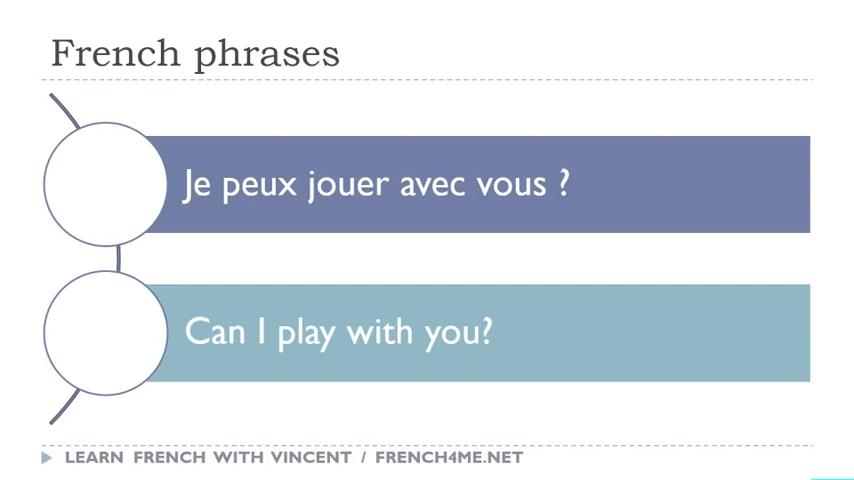 French phrases
Je peux jouer avec vous ?
Can I play with you?
LEARN FRENCH WITH VINCENT / FRENCH4ME.NET